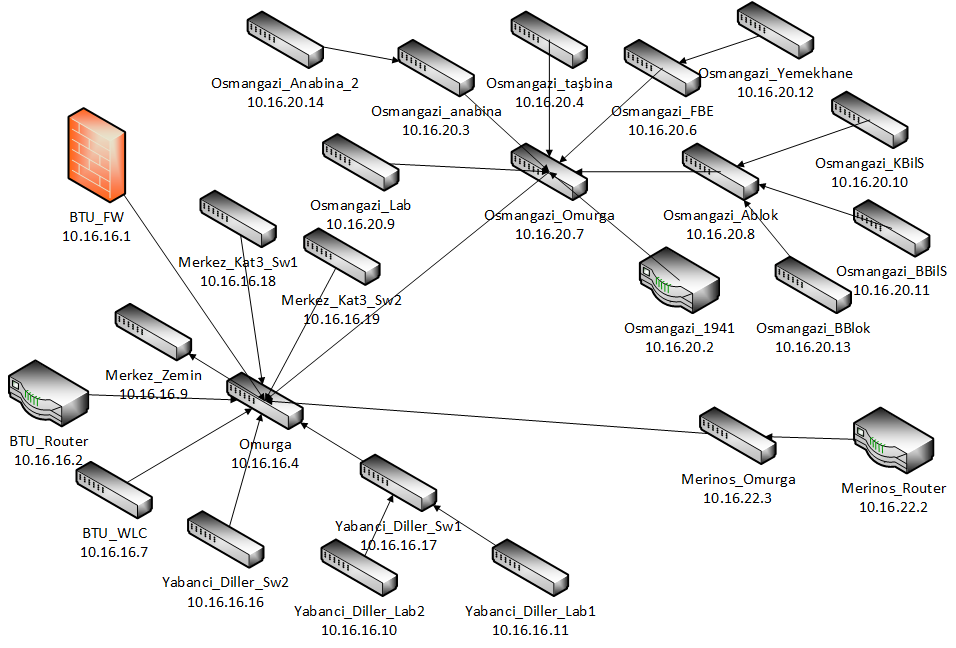 Osmangazi_Anabina_2
10.16.20.14
Osmangazi_anabina
10.16.20.3
Osmangazi_taşbina
10.16.20.4
Osmangazi_FBE
10.16.20.6
Osmangazi_Yemekhane
10.16.20.12
Osmangazi_KBilS
10.16.20.10
BTU_FW
10.16.16.1
Osmangazi_Lab
10.16.20.9
Osmangazi_Omurga
10.16.20.7
Osmangazi_Ablok
10.16.20.8
Merkez_Kat3_Sw1
10.16.16.18
Merkez_Kat3_Sw2
10.16.16.19
Osmangazi_BBilS
10.16.20.11
Osmangazi_1941
10.16.20.2
Osmangazi_BBlok
10.16.20.13
Merkez_Zemin
10.16.16.9
BTU_Router
10.16.16.2
Omurga
10.16.16.4
Merinos_Omurga
10.16.22.3
Merinos_Router
10.16.22.2
BTU_WLC
10.16.16.7
Yabanci_Diller_Sw1
10.16.16.17
Yabanci_Diller_Sw2
10.16.16.16
Yabanci_Diller_Lab2
10.16.16.10
Yabanci_Diller_Lab1
10.16.16.11